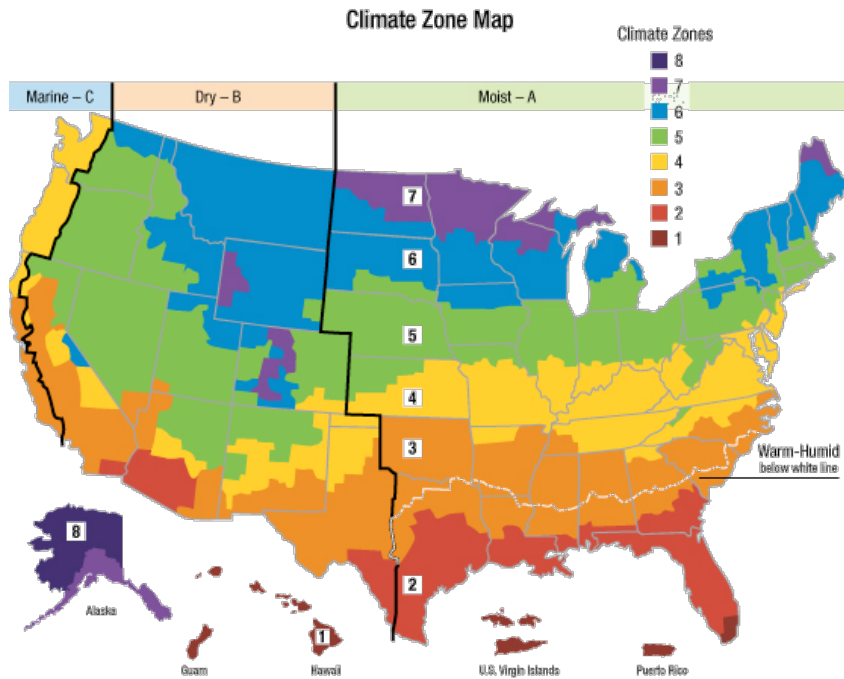 Climate Zone Map
Climate Zones
8
7
6
5
4
3
2
1
Marine – C
Dry – B
Moist – A
7
6
5
4
3
2
Warm-Humid
below white line
8
Alaska
1
Guam
Hawaii
U.S. Virgin Islands
Puerto Rico